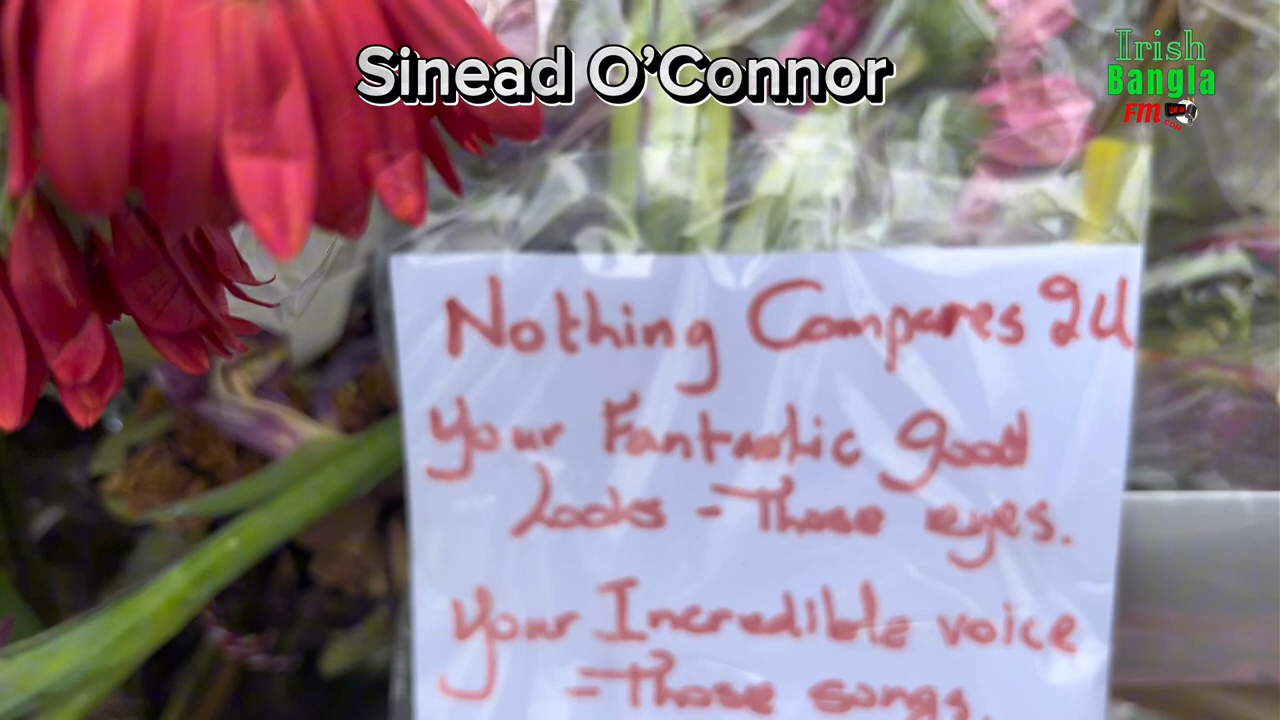 Sinead O'Connor
Irish
Bangla
FM
.COM
Nothing Compares 2U
Your Fantastic good
Looks - Those eyes.
Your Incredible voice
- Those songs.